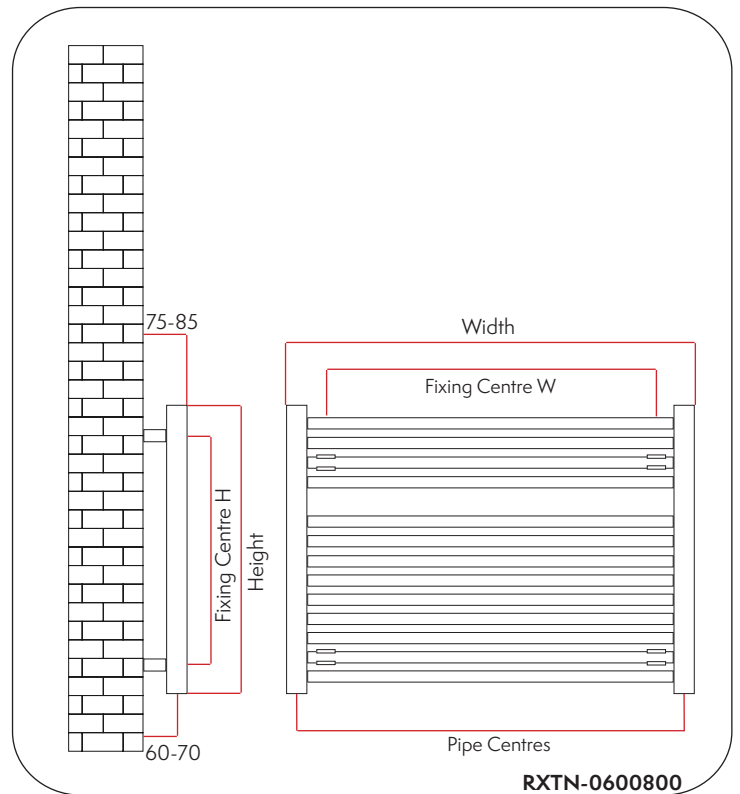 75-85
Width
Fixing Centre W
Fixing Centre H
Height
60-70
Pipe Centres
RXTN-0600800